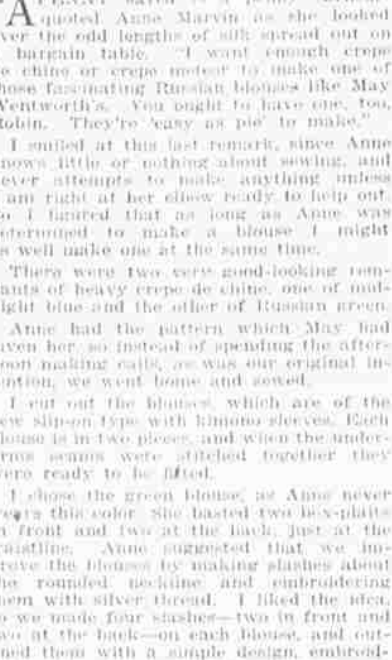 A
quoted Anne Marvin as she looked
ver the odd lengths of silk spread out on
bargain table. "I want enough crepe
e chine or crepe meteor to make one of
hose fascinating Russian blouses like May
Wentworth's. You ought to have one, too,
Robin. They're 'easy as pie' to make."
I smiled at this last remark, since Anne
nows little or nothing about sewing, and
ever attempts to make anything unless
am right at her elbow ready to help out.
o I figured that as long as Anne was
etermined to make a blouse I might
s well make one at the same time.
There were two very good-looking rem-
ants of heavy crepe de chine, one of mid-
ight blue and the other of Russian green.
Anne had the pattern which May had
iven her, so instead of spending the after-
oon making calls, as was our original in-
ention, we went home and sewed.
I cut out the blouses, which are of the
ew slip-on type with kimono sleeves. Each
louse is in two pieces, and when the under-
rms seams were stitched together they
ere ready to be fitted.
I chose the green blouse, as Anne never
ears this color. She basted two box-plaits
n front and two at the back, just at the
aistline. Anne suggested that we im-
rove the blouses by making slashes about
he rounded neckline and embroidering
hem with silver thread. I liked the idea,
o we made four slashes—two in front and
wo at the back—on each blouse, and out-
ined them with a simple design, embroid-